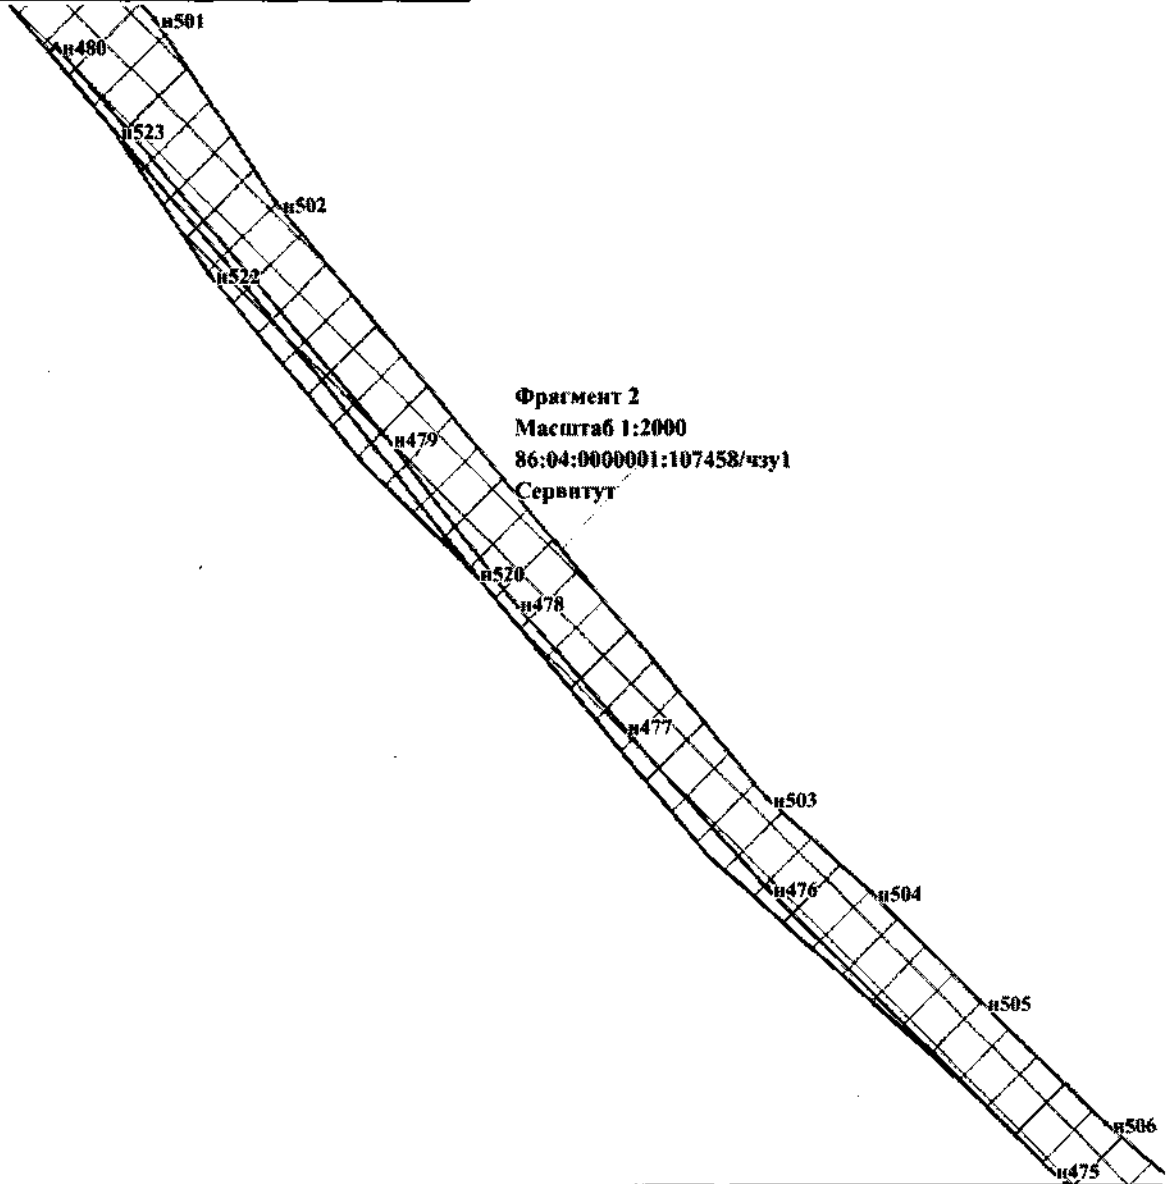 н501
н480
н523
н502
н522
Фрагмент 2
Масштаб 1:2000
86:04:0000001:107458/чзу1
Сервитут
н479
н520
н478
н477
н503
н476
н504
н505
н506
н475